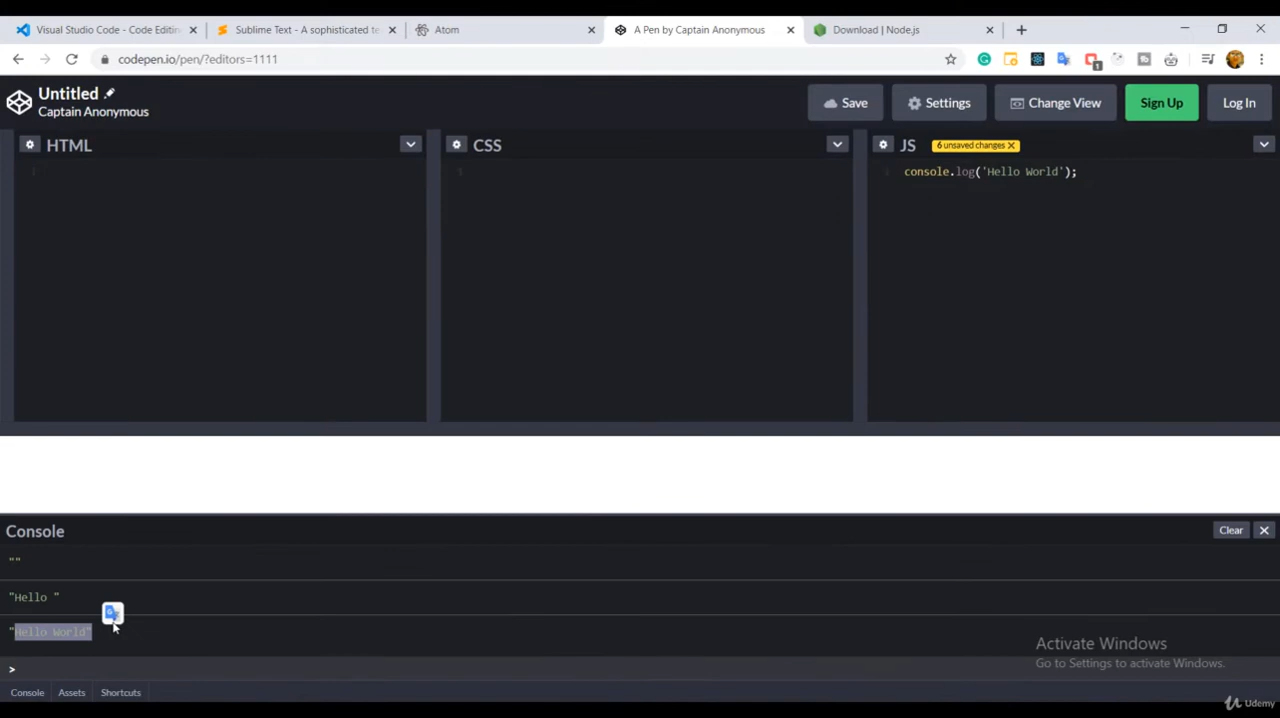 Visual Studio Code - Code Editin
Sublime Text - A sophisticated te
Atom
A Pen by Captain Anonymous
Download | Node.js
codepen.io/pen/?editors=1111
1
Untitled
Captain Anonymous
Save
Settings
Change View
Sign Up
Log In
HTML
CSS
JS
6 unsaved changes X
console.log('Hello World');
Console
Clear
""
"Hello "
"Hello World"
>
Activate Windows
Go to Settings to activate Windows.
Console
Assets
Shortcuts
Udemy